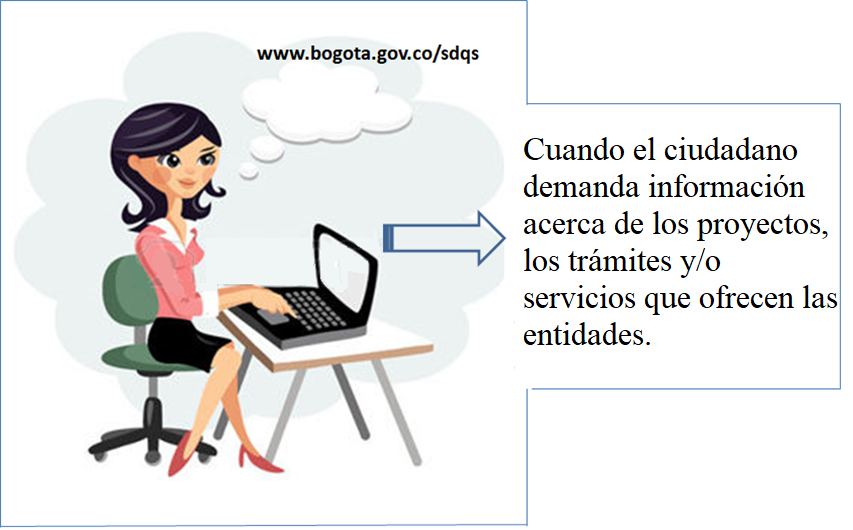 www.bogota.gov.co/sdqs
Cuando el ciudadano
demanda información
acerca de los proyectos,
los trámites y/o
servicios que ofrecen las
entidades.